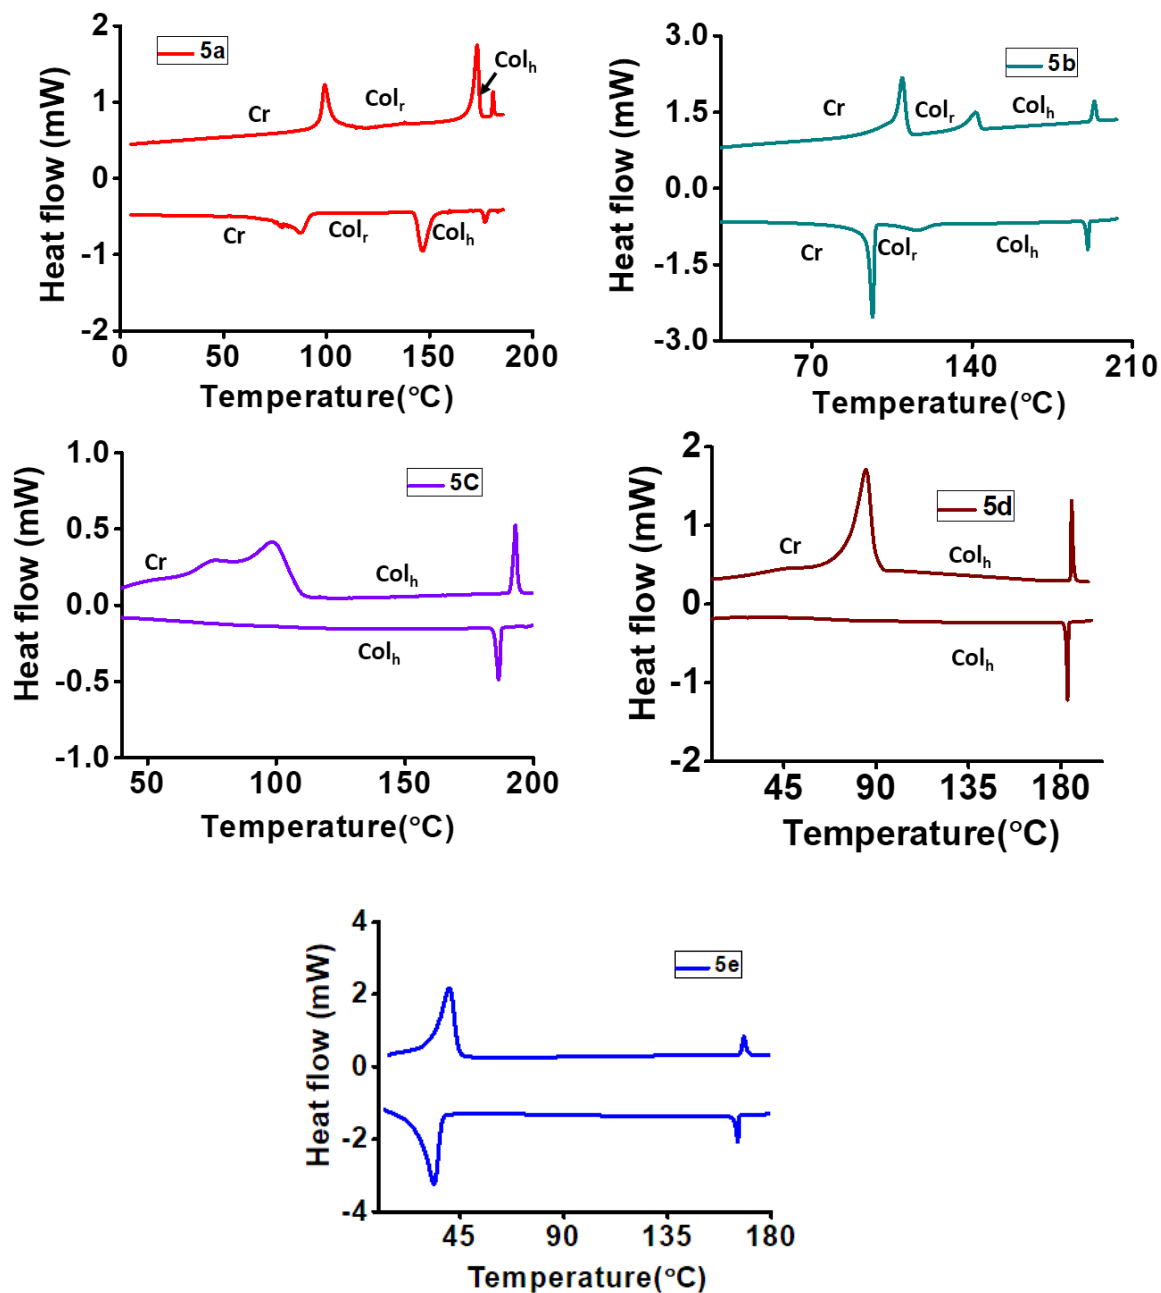 2
1
0
-1
-2
0
50
100
150
200
Heat flow (mW)
Temperature(°C)
5a
Cr
Colr
Colh
Cr
Colr
Colh
3.0
1.5
0.0
-1.5
-3.0
70
140
210
Heat flow (mW)
Temperature(°C)
5b
Cr
Colr
Colh
Cr
Colr
Colh
1.0
0.5
0.0
-0.5
-1.0
50
100
150
200
Heat flow (mW)
Temperature(°C)
5C
Cr
Colh
Colh
2
1
0
-1
-2
45
90
135
180
Heat flow (mW)
Temperature(°C)
5d
Cr
Colh
Colh
4
2
0
-2
-4
45
90
135
180
Heat flow (mW)
Temperature(°C)
5e